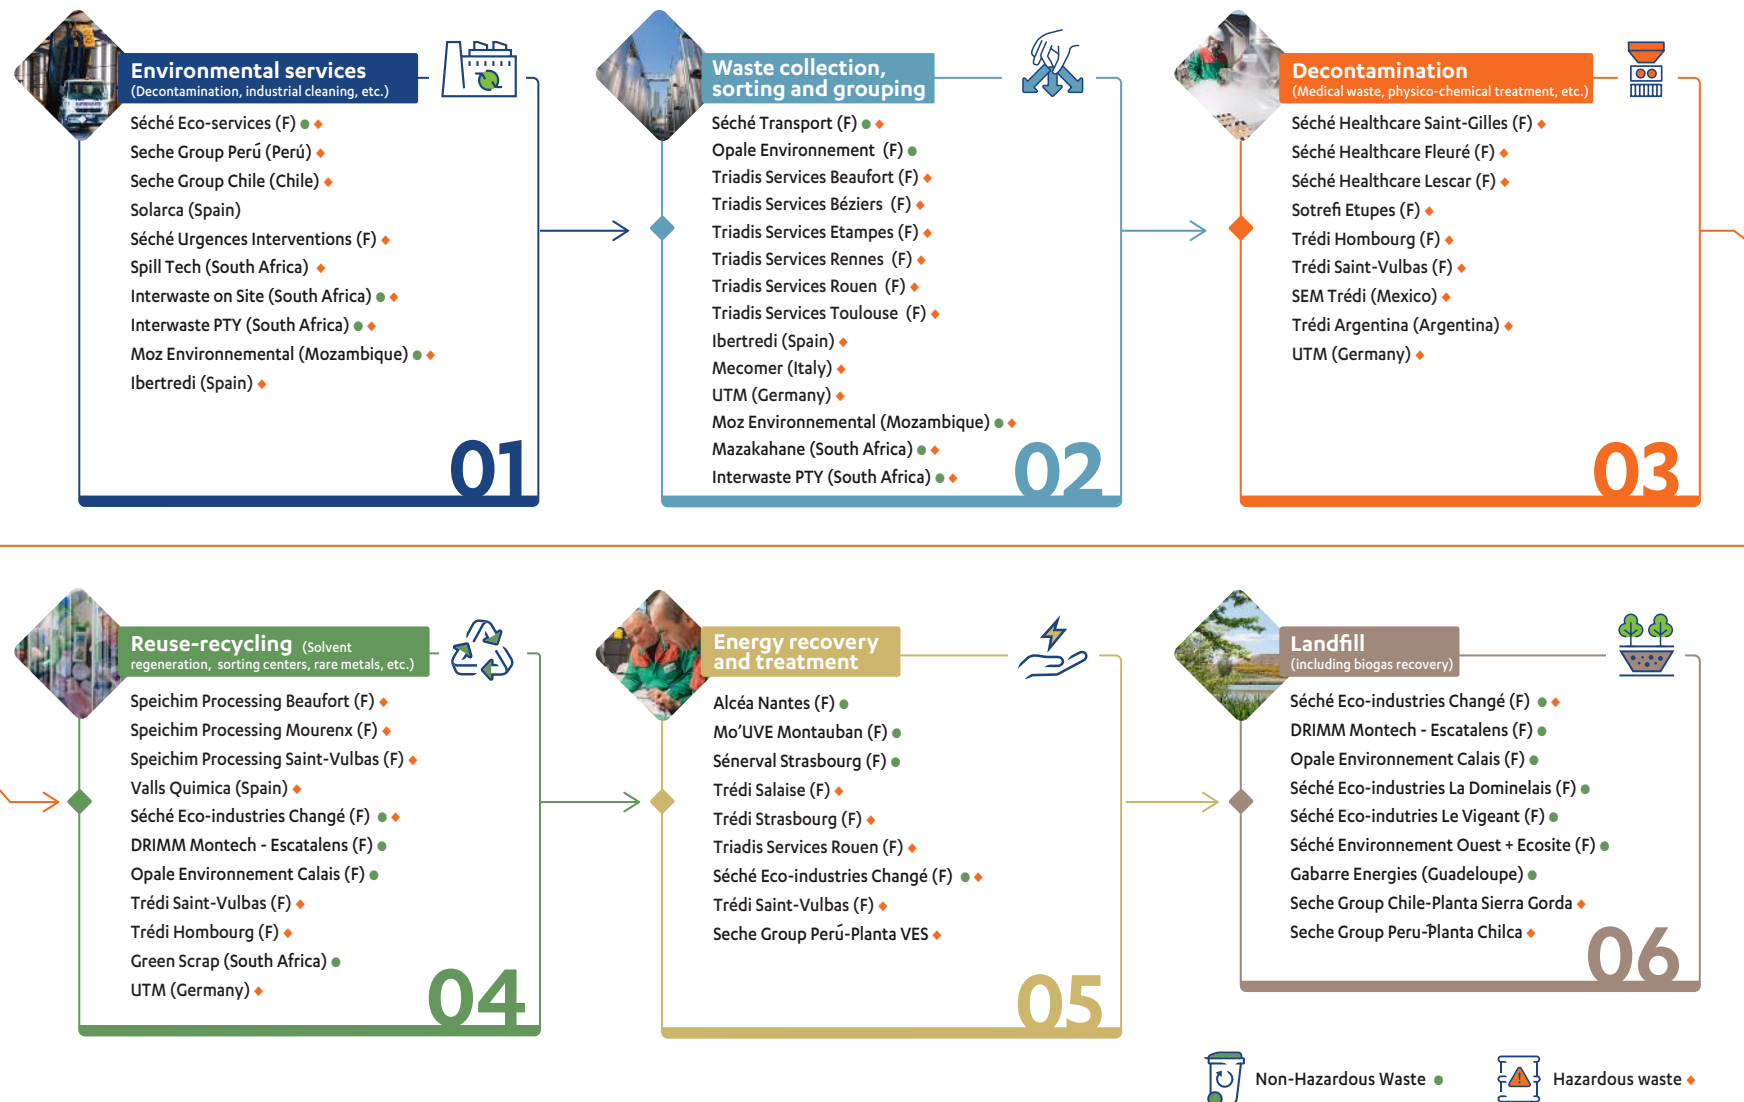 Environmental services
(Decontamination, industrial cleaning, etc.)
Séché Eco-services (F) ● ◆
Seche Group Perú (Perú) ◆
Seche Group Chile (Chile) ◆
Solarca (Spain)
Séché Urgences Interventions (F) ◆
Spill Tech (South Africa) ◆
Interwaste on Site (South Africa) ● ◆
Interwaste PTY (South Africa) ● ◆
Moz Environnemental (Mozambique) ● ◆
Ibertredi (Spain) ◆
01
Waste collection,
sorting and grouping
Séché Transport (F) ● ◆
Opale Environnement (F) ●
Triadis Services Beaufort (F) ◆
Triadis Services Béziers (F) ◆
Triadis Services Etampes (F) ◆
Triadis Services Rennes (F) ◆
Triadis Services Rouen (F) ◆
Triadis Services Toulouse (F) ◆
Ibertredi (Spain) ◆
Mecomer (Italy) ◆
UTM (Germany) ◆
Moz Environnemental (Mozambique) ● ◆
Mazakahane (South Africa) ● ◆
Interwaste PTY (South Africa) ● ◆
02
Decontamination
(Medical waste, physico-chemical treatment, etc.)
Séché Healthcare Saint-Gilles (F) ◆
Séché Healthcare Fleuré (F) ◆
Séché Healthcare Lescar (F) ◆
Sotrefi Etupes (F) ◆
Trédi Hombourg (F) ◆
Trédi Saint-Vulbas (F) ◆
SEM Trédi (Mexico) ◆
Trédi Argentina (Argentina) ◆
UTM (Germany) ◆
03
Reuse-recycling (Solvent
regeneration, sorting centers, rare metals, etc.)
Speichim Processing Beaufort (F) ◆
Speichim Processing Mourenx (F) ◆
Speichim Processing Saint-Vulbas (F) ◆
Valls Quimica (Spain) ◆
Séché Eco-industries Changé (F) ● ◆
DRIMM Montech - Escatalens (F) ●
Opale Environnement Calais (F) ●
Trédi Saint-Vulbas (F) ◆
Trédi Hombourg (F) ◆
Green Scrap (South Africa) ●
UTM (Germany) ◆
04
Energy recovery
and treatment
Alcéa Nantes (F) ●
Mo’UVE Montauban (F) ●
Sénerval Strasbourg (F) ●
Trédi Salaise (F) ◆
Trédi Strasbourg (F) ◆
Triadis Services Rouen (F) ◆
Séché Eco-industries Changé (F) ● ◆
Trédi Saint-Vulbas (F) ◆
Seche Group Perú-Planta VES ◆
05
Landfill
(including biogas recovery)
Séché Eco-industries Changé (F) ● ◆
DRIMM Montech - Escatalens (F) ●
Opale Environnement Calais (F) ●
Séché Eco-industries La Dominelais (F) ●
Séché Eco-indutries Le Vigeant (F) ●
Séché Environnement Ouest + Ecosite (F) ●
Gabarre Energies (Guadeloupe) ●
Seche Group Chile-Planta Sierra Gorda ◆
Seche Group Peru-Planta Chilca ◆
06
Non-Hazardous Waste ●
Hazardous waste ◆